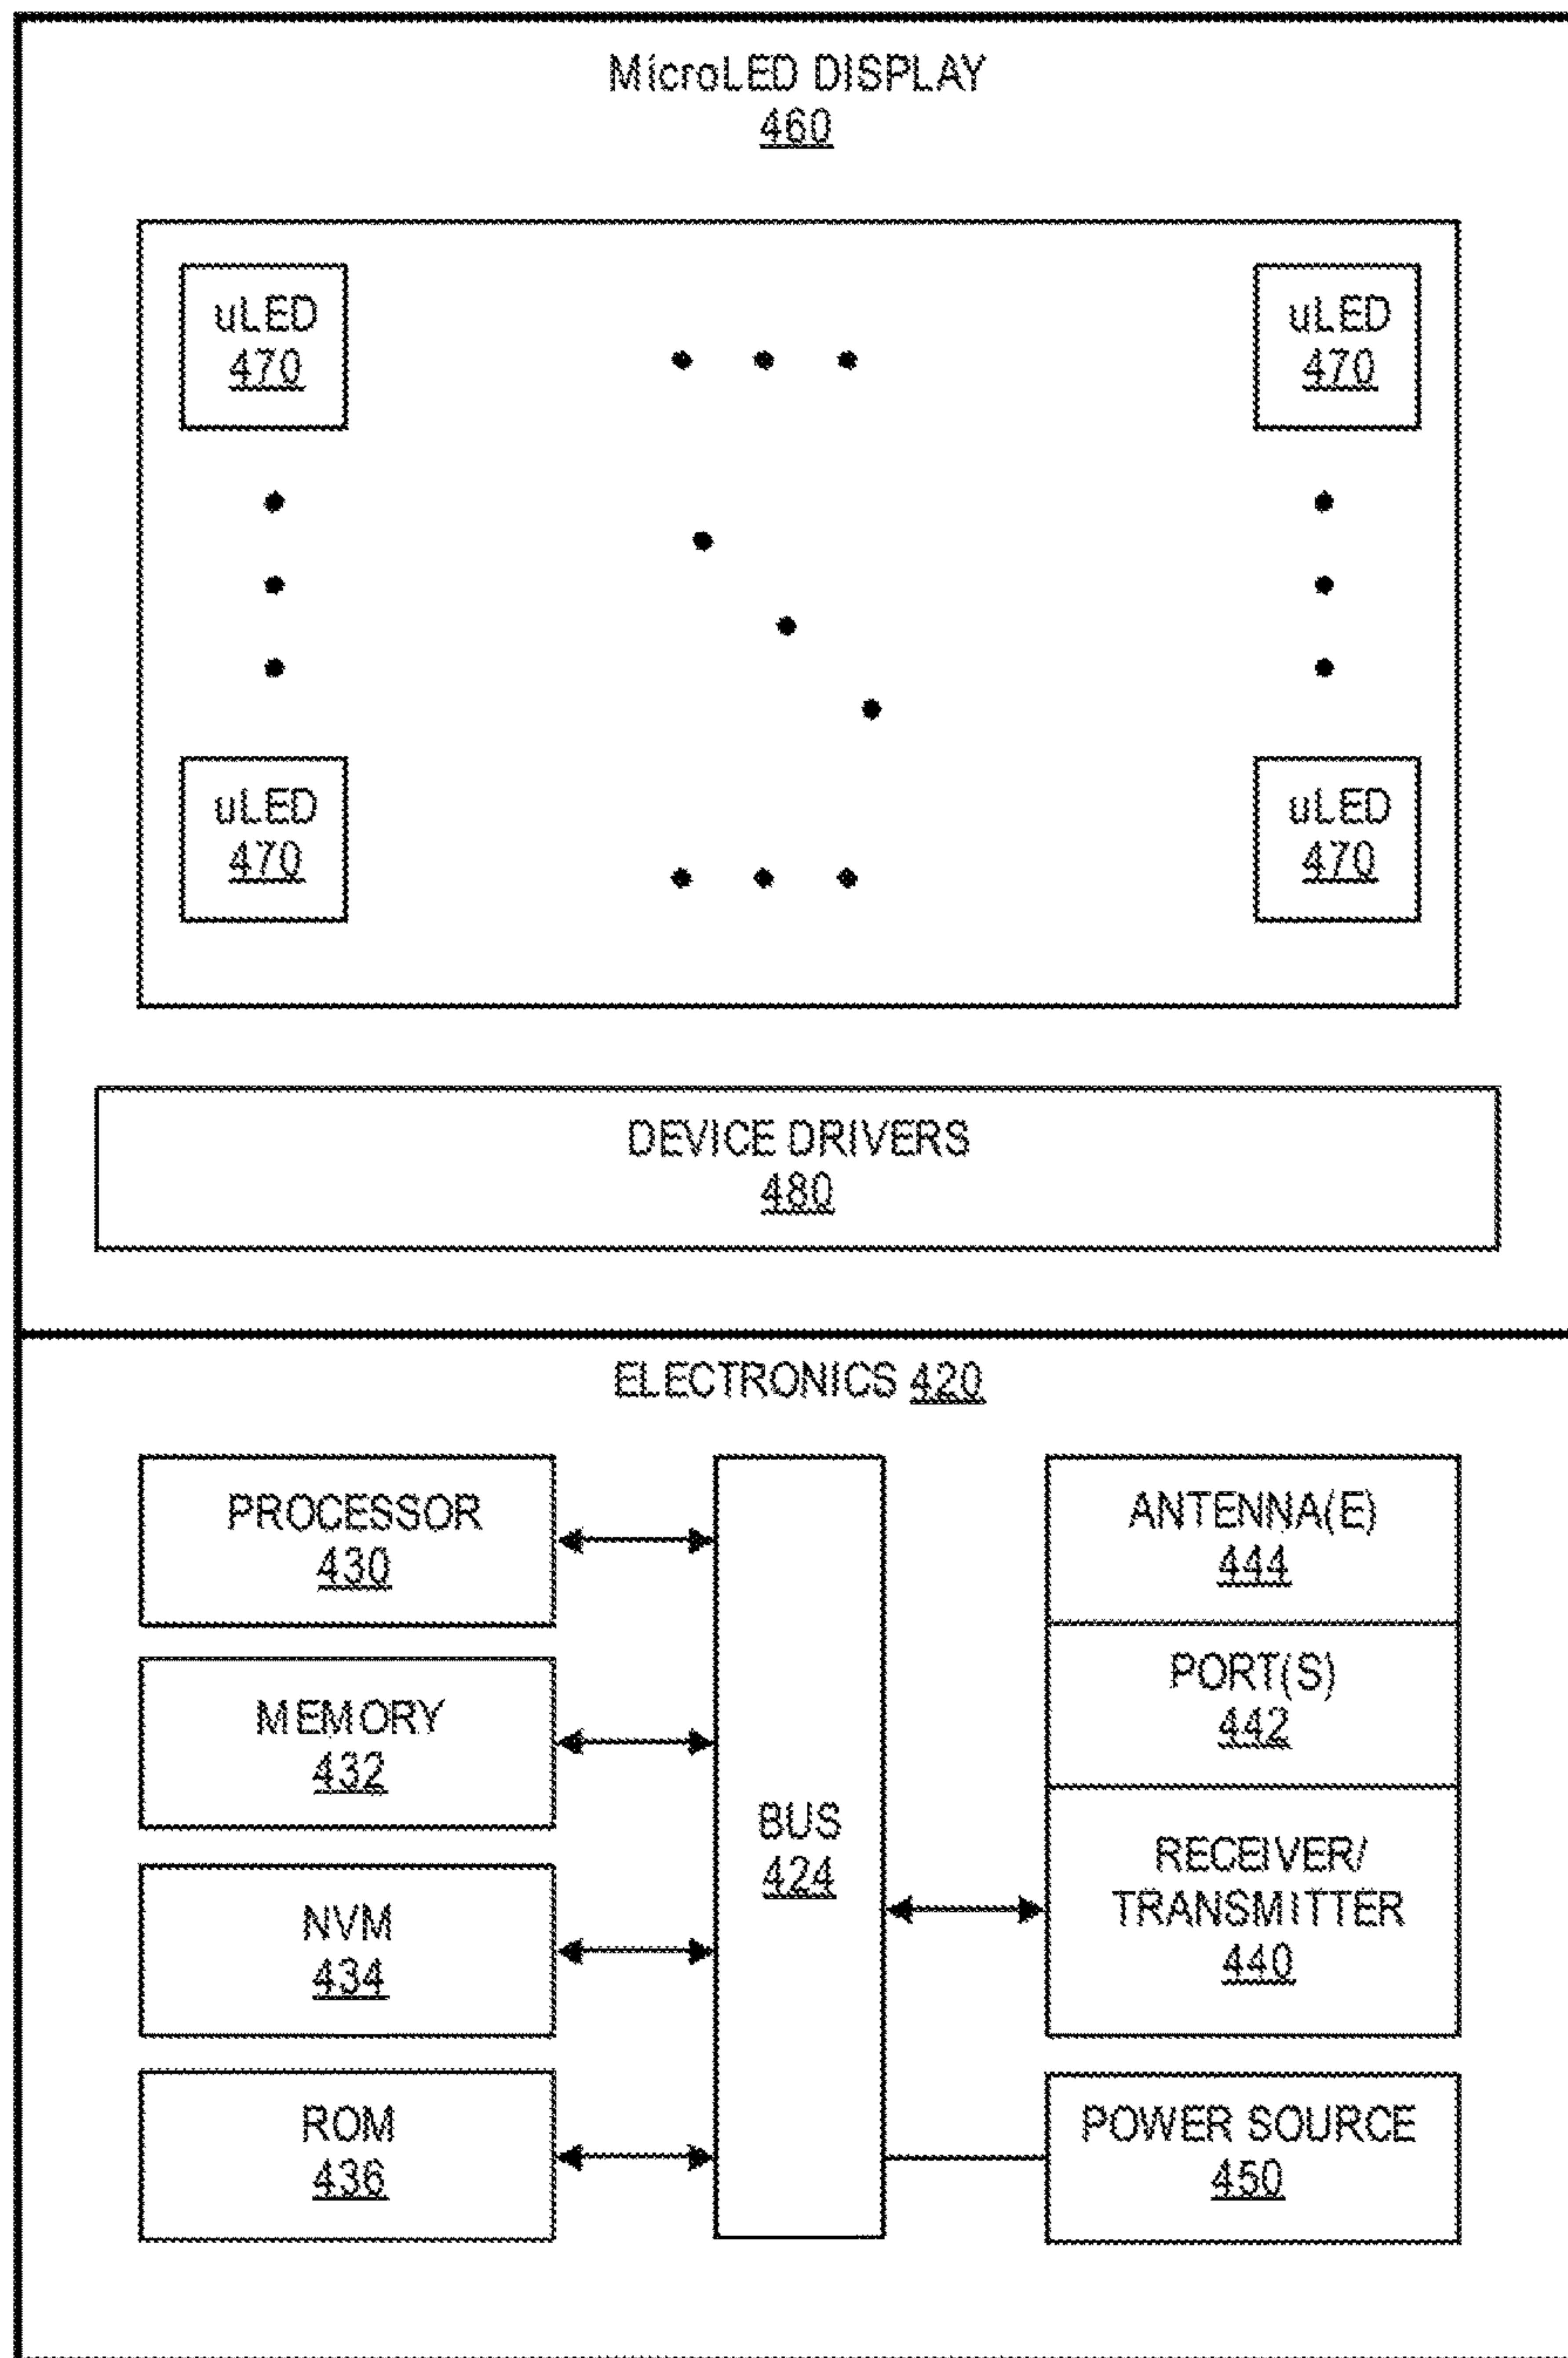 MicroLED DISPLAY
460
uLED
470
uLED
470
uLED
470
uLED
470
DEVICE DRIVERS
480
ELECTRONICS 420
PROCESSOR
430
MEMORY
432
NVM
434
ROM
436
BUS
424
ANTENNA(E)
444
PORT(S)
442
RECEIVER/
TRANSMITTER
440
POWER SOURCE
450